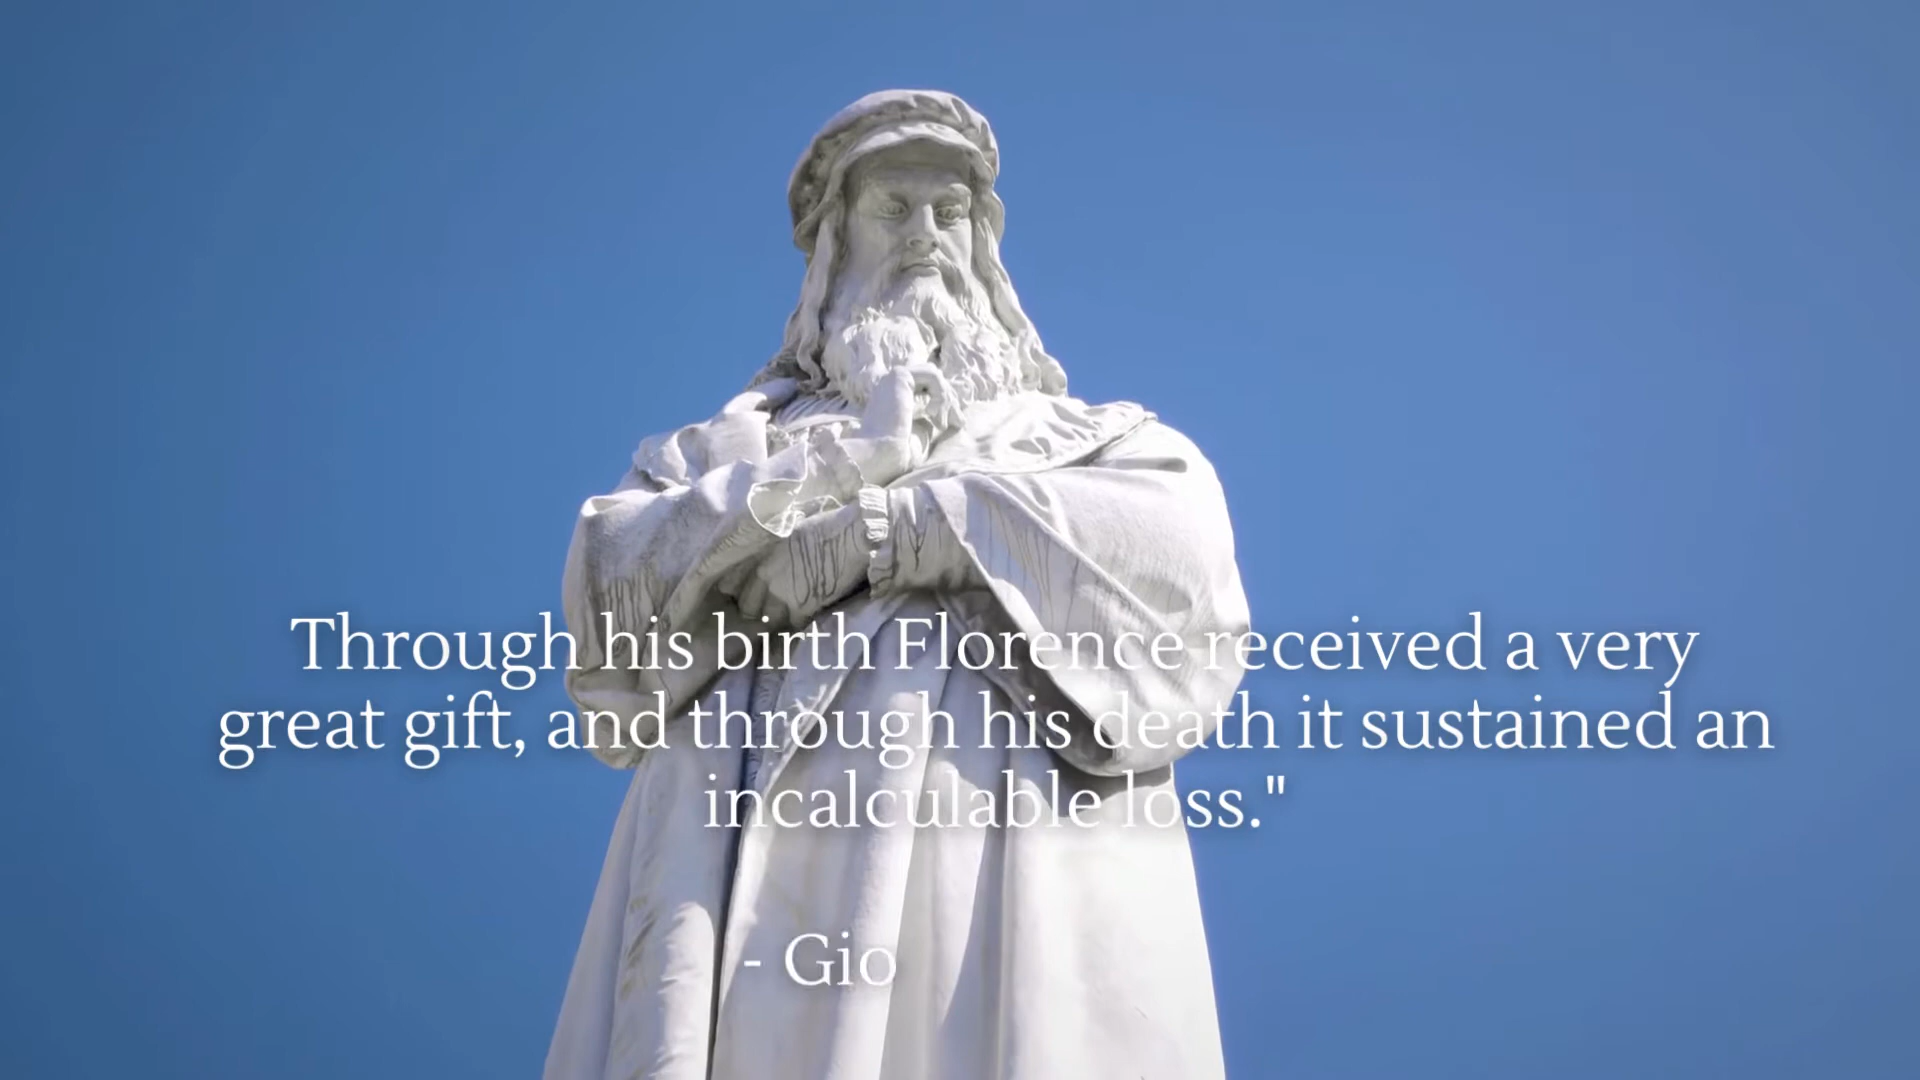 Through his birth Florence received a very
great gift, and through his death it sustained an
incalculable loss."
- Gio